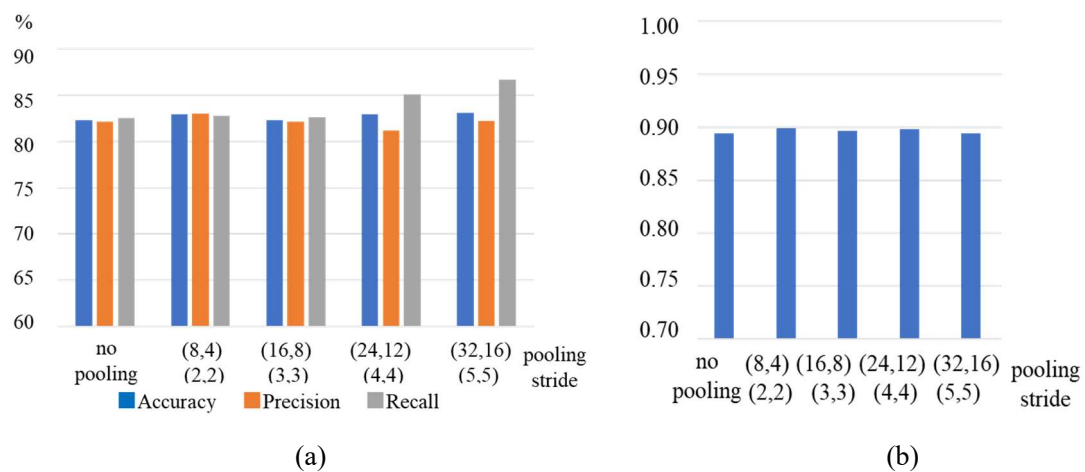 %
90
85
80
75
70
65
60
no pooling
(8,4) (16,8) (24,12) (32,16) pooling
(2,2) (3,3) (4,4) (5,5) stride
Accuracy Precision Recall
(a)
1.00
0.95
0.90
0.85
0.80
0.75
0.70
no pooling
(8,4) (16,8) (24,12) (32,16) pooling
(2,2) (3,3) (4,4) (5,5) stride
(b)